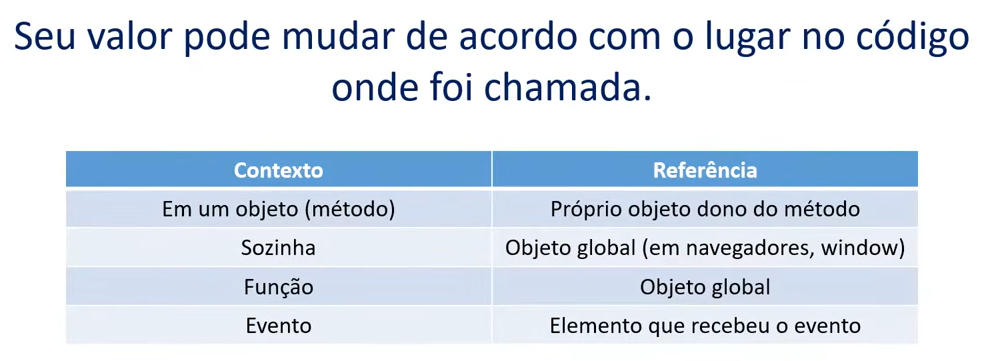 Seu valor pode mudar de acordo com o lugar no código
onde foi chamada.
Contexto Referência
Em um objeto (método) Próprio objeto dono do método
Sozinha Objeto global (em navegadores, window)
Função Objeto global
Evento Elemento que recebeu o evento